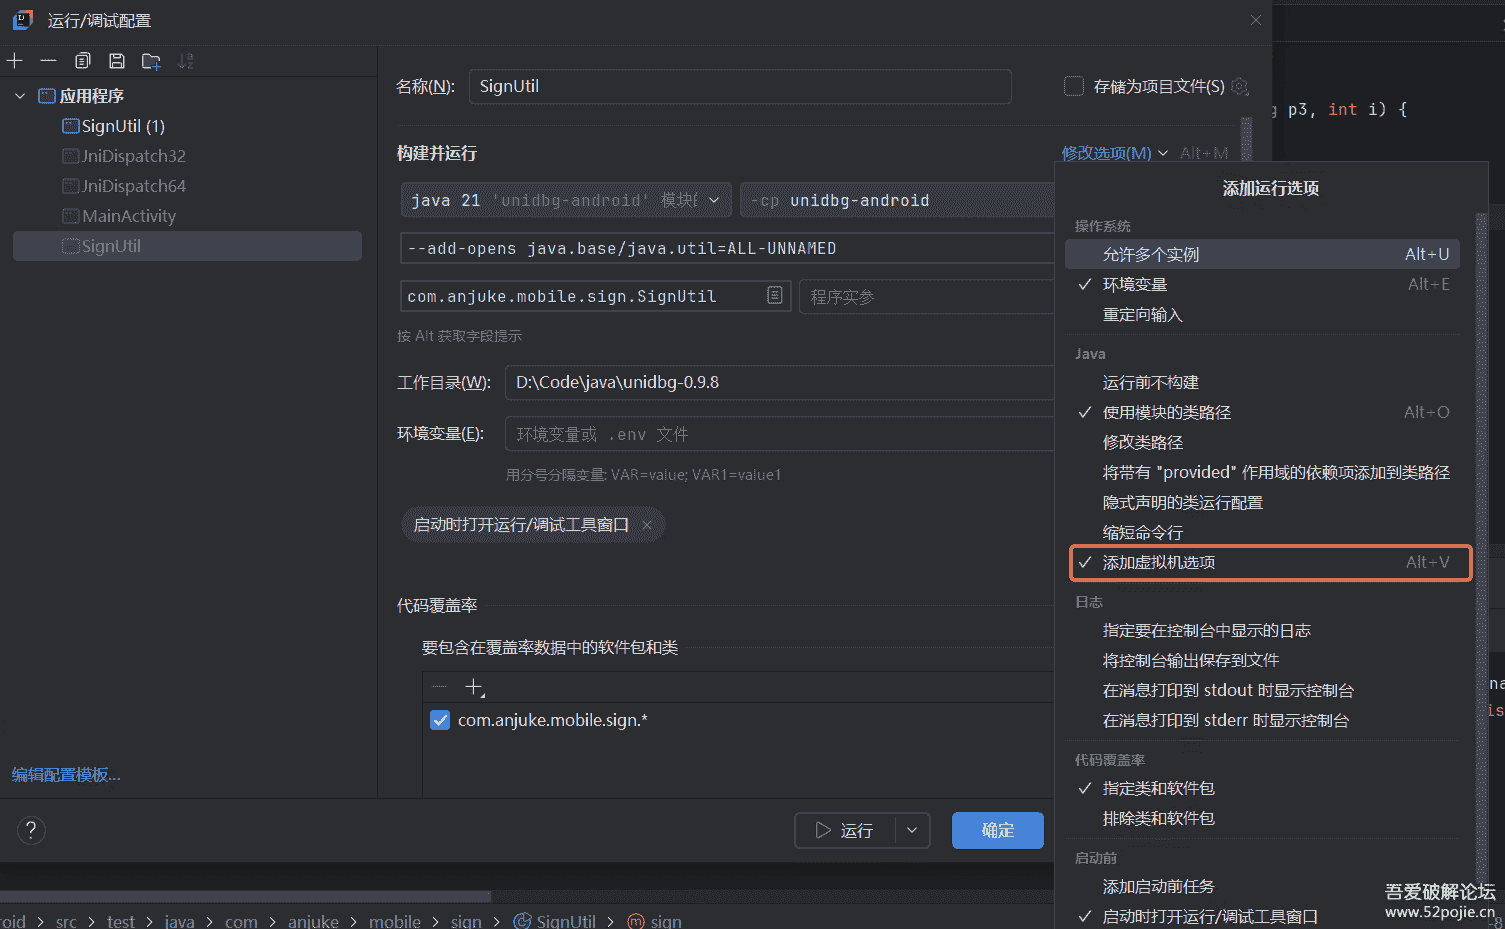 运行/调试配置
应用程序
SignUtil (1)
JniDispatch32
JniDispatch64
MainActivity
SignUtil
编辑配置模板...
名称(N):
SignUtil
存储为项目文件(S)
构建并运行
修改选项(M)
Alt+M
java 21 'unidbg-android' 模块的
-cp unidbg-android
--add-opens java.base/java.util=ALL-UNNAMED
com.anjuke.mobile.sign.SignUtil
程序实参
按 Alt 获取字段提示
工作目录(W):
D:\Code\java\unidbg-0.9.8
环境变量(E):
环境变量或 .env 文件
用分号分隔变量: VAR=value; VAR1=value1
启动时打开运行/调试工具窗口
代码覆盖率
要包含在覆盖率数据中的软件包和类
com.anjuke.mobile.sign.*
?
运行
确定
p3, int i) {
添加运行选项
操作系统
允许多个实例 Alt+U
环境变量 Alt+E
重定向输入
Java
运行前不构建
使用模块的类路径 Alt+O
修改类路径
将带有 "provided" 作用域的依赖项添加到类路径
隐式声明的类运行配置
缩短命令行
添加虚拟机选项 Alt+V
日志
指定要在控制台中显示的日志
将控制台输出保存到文件
在消息打印到 stdout 时显示控制台
在消息打印到 stderr 时显示控制台
代码覆盖率
指定类和软件包
排除类和软件包
启动前
添加启动前任务
启动时打开运行/调试工具窗口
na
is
oid > src > test > java > com > anjuke > mobile > sign > SignUtil > sign
吾爱破解论坛
www.52pojie.cn